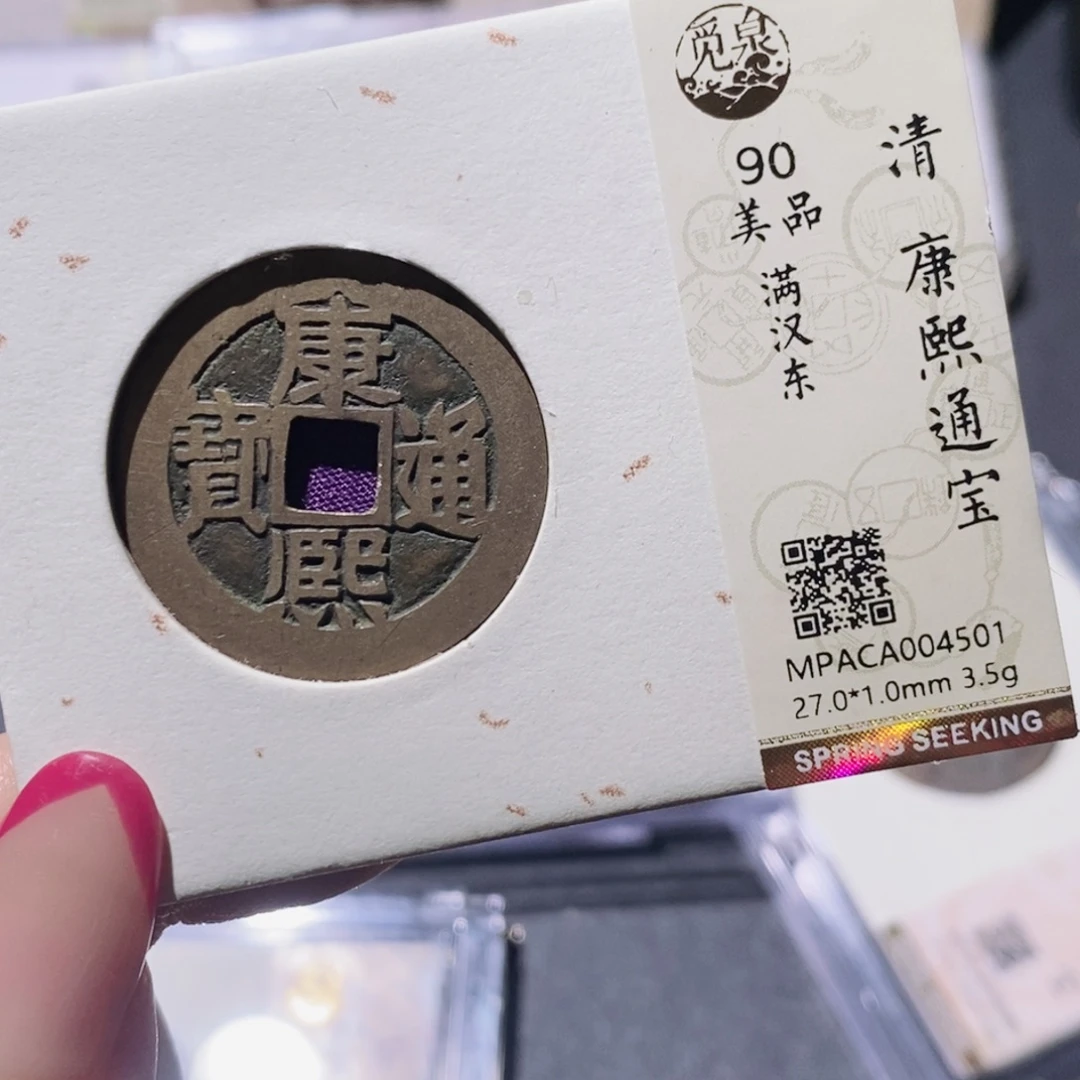 康熙通寶
觅泉
清 康熙通宝
90
美品
满汉东
MPACA004501
27.0*1.0mm 3.5g
SPRING SEEKING